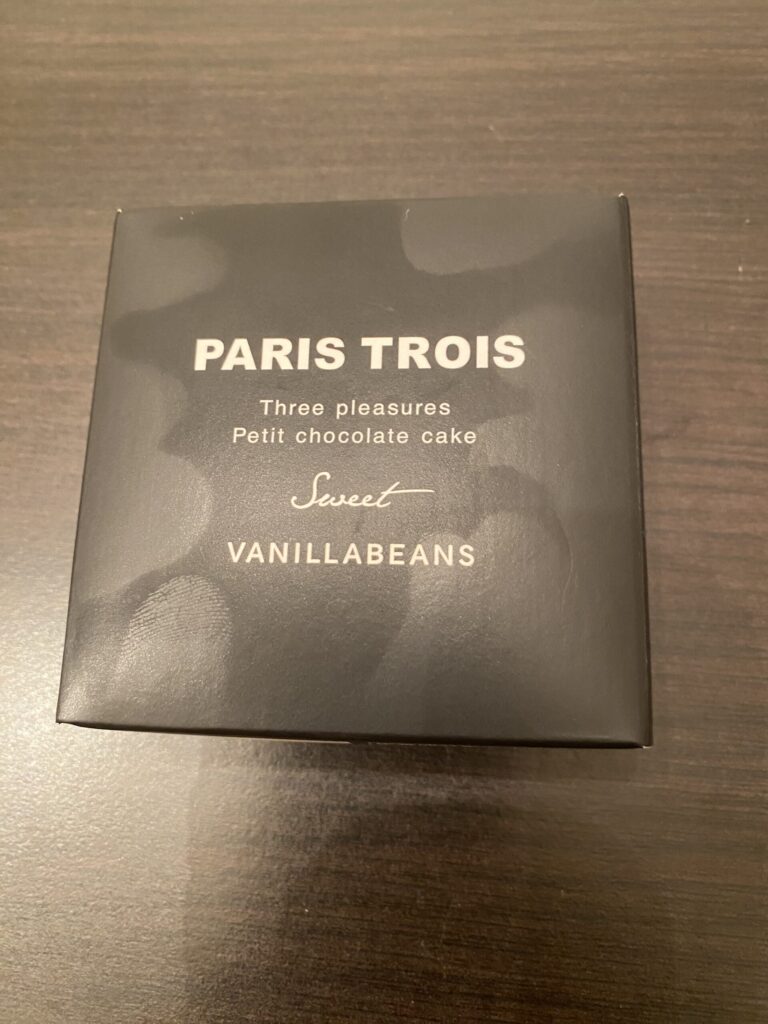 PARIS TROIS
Three pleasures
Petit chocolate cake
Sweet
VANILLABEANS